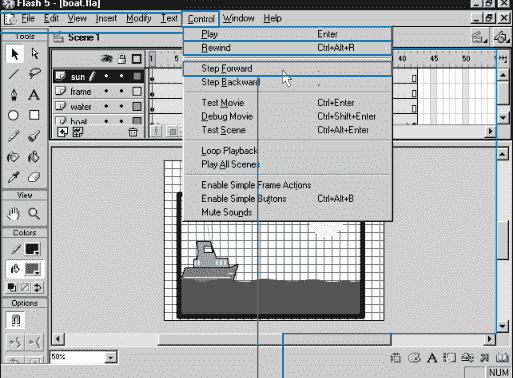 Flash 5 - [boat.fla]
File Edit View Insert Modify Text Control Window Help
Tools
Scene 1
Play Enter
Rewind Ctrl+Alt+R
Step Forward .
Step Backward ,
Test Movie Ctrl+Enter
Debug Movie Ctrl+Shift+Enter
Test Scene Ctrl+Alt+Enter
Loop Playback
Play All Scenes
Enable Simple Frame Actions
Enable Simple Buttons Ctrl+Alt+B
Mute Sounds
1 5
40 45 50
sun
frame
water
boat
View
Colors
Options
50%
NUM